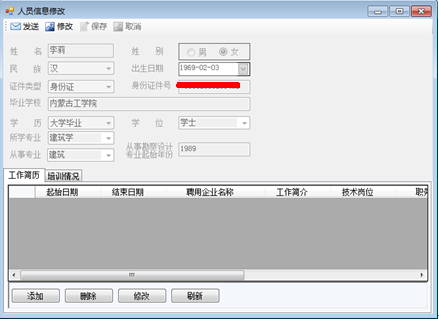 人员信息修改
发送 修改 保存 取消
姓 名 李莉 性 别 男 女
民 族 汉 出生日期 1969-02-03
证件类型 身份证 身份证件号
毕业学校 内蒙古工学院
学 历 大学毕业 学 位 学士
所学专业 建筑学 从事勘察设计
从事专业 建筑 专业起始年份 1989
工作简历 培训情况
起始日期 结束日期 聘用企业名称 工作简介 技术岗位 职务
添加 删除 修改 刷新